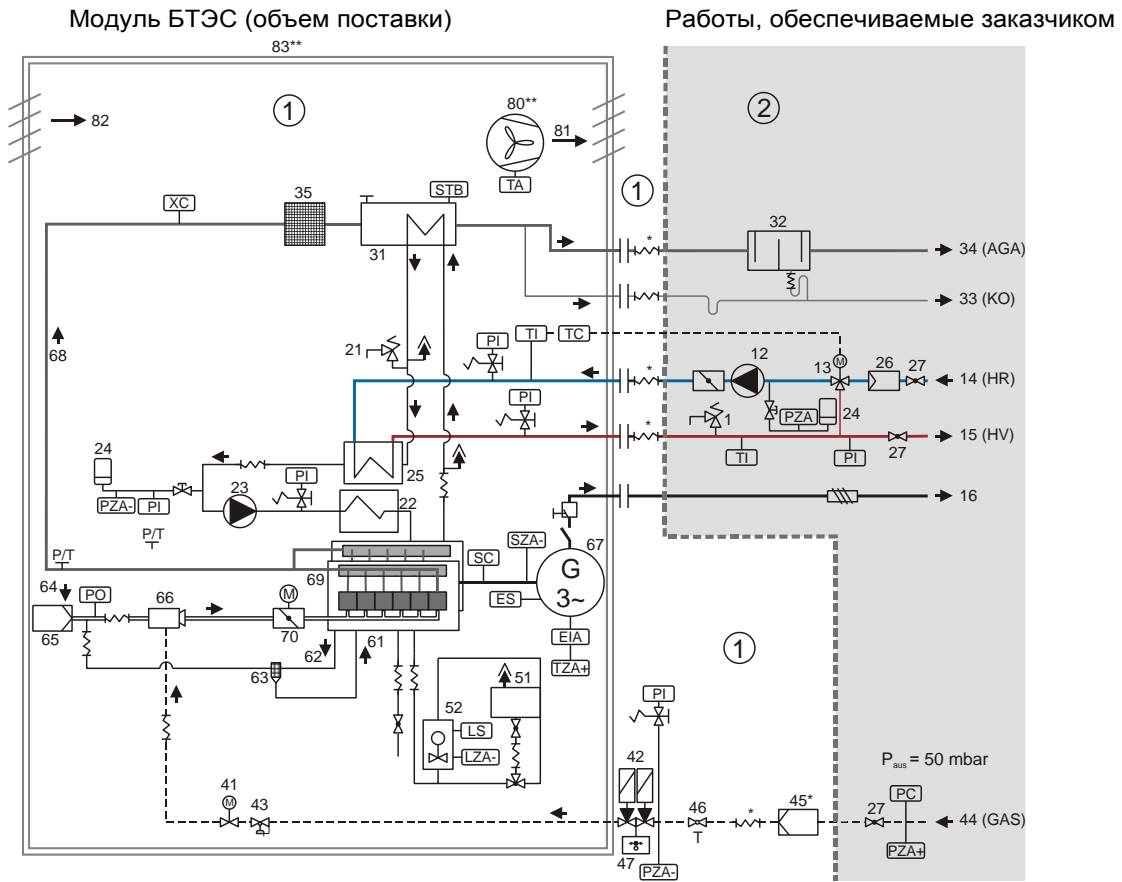 Модуль БТЭС (объем поставки)
Работы, обеспечиваемые заказчиком
83**
82
1
80**
TA
81
1
2
XC
35
STB
31
32
34 (AGA)
33 (KO)
68
21
PI
TI
TC
12
M
13
26
27
14 (HR)
*
*
*
PI
1
PZA
24
TI
PI
27
15 (HV)
24
PZA-
PI
23
PI
25
22
16
P/T
P/T
69
SC
SZA-
67
G
3~
ES
EIA
TZA+
64
PO
65
66
M
70
62
61
63
51
52
LS
LZA-
1
PI
42
41
M
43
47
PZA-
46
T
*
45*
27
Paus = 50 mbar
PC
PZA+
44 (GAS)